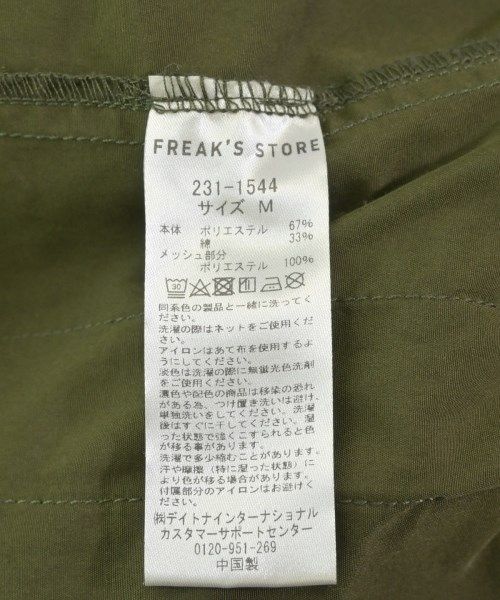 FREAK'S STORE
231-1544
サイズ M
本体 ポリエステル 67%
綿 33%
メッシュ部分
ポリエステル 100%
30
同系色の製品と一緒に洗ってく
ださい。
洗濯の際はネットをご使用くだ
さい。
アイロンはあて布を使用するよ
うにしてください。
淡色は洗濯の際に無蛍光色洗剤
をご使用ください。
濃色や配色の商品は移染の恐れ
がある為、つけ置き洗いは避け、
単独洗いをしてください。洗濯
後はすぐに干してください。湿
った状態で強くこすられると色
が移る事があります。
洗濯で多少縮むことがあります。
汗や摩擦（特に湿った状態）に
より色が移る場合があります。
付属部分のアイロンはお避けく
ださい。
㈱デイトナインターナショナル
カスタマーサポートセンター
0120-951-269
中国製